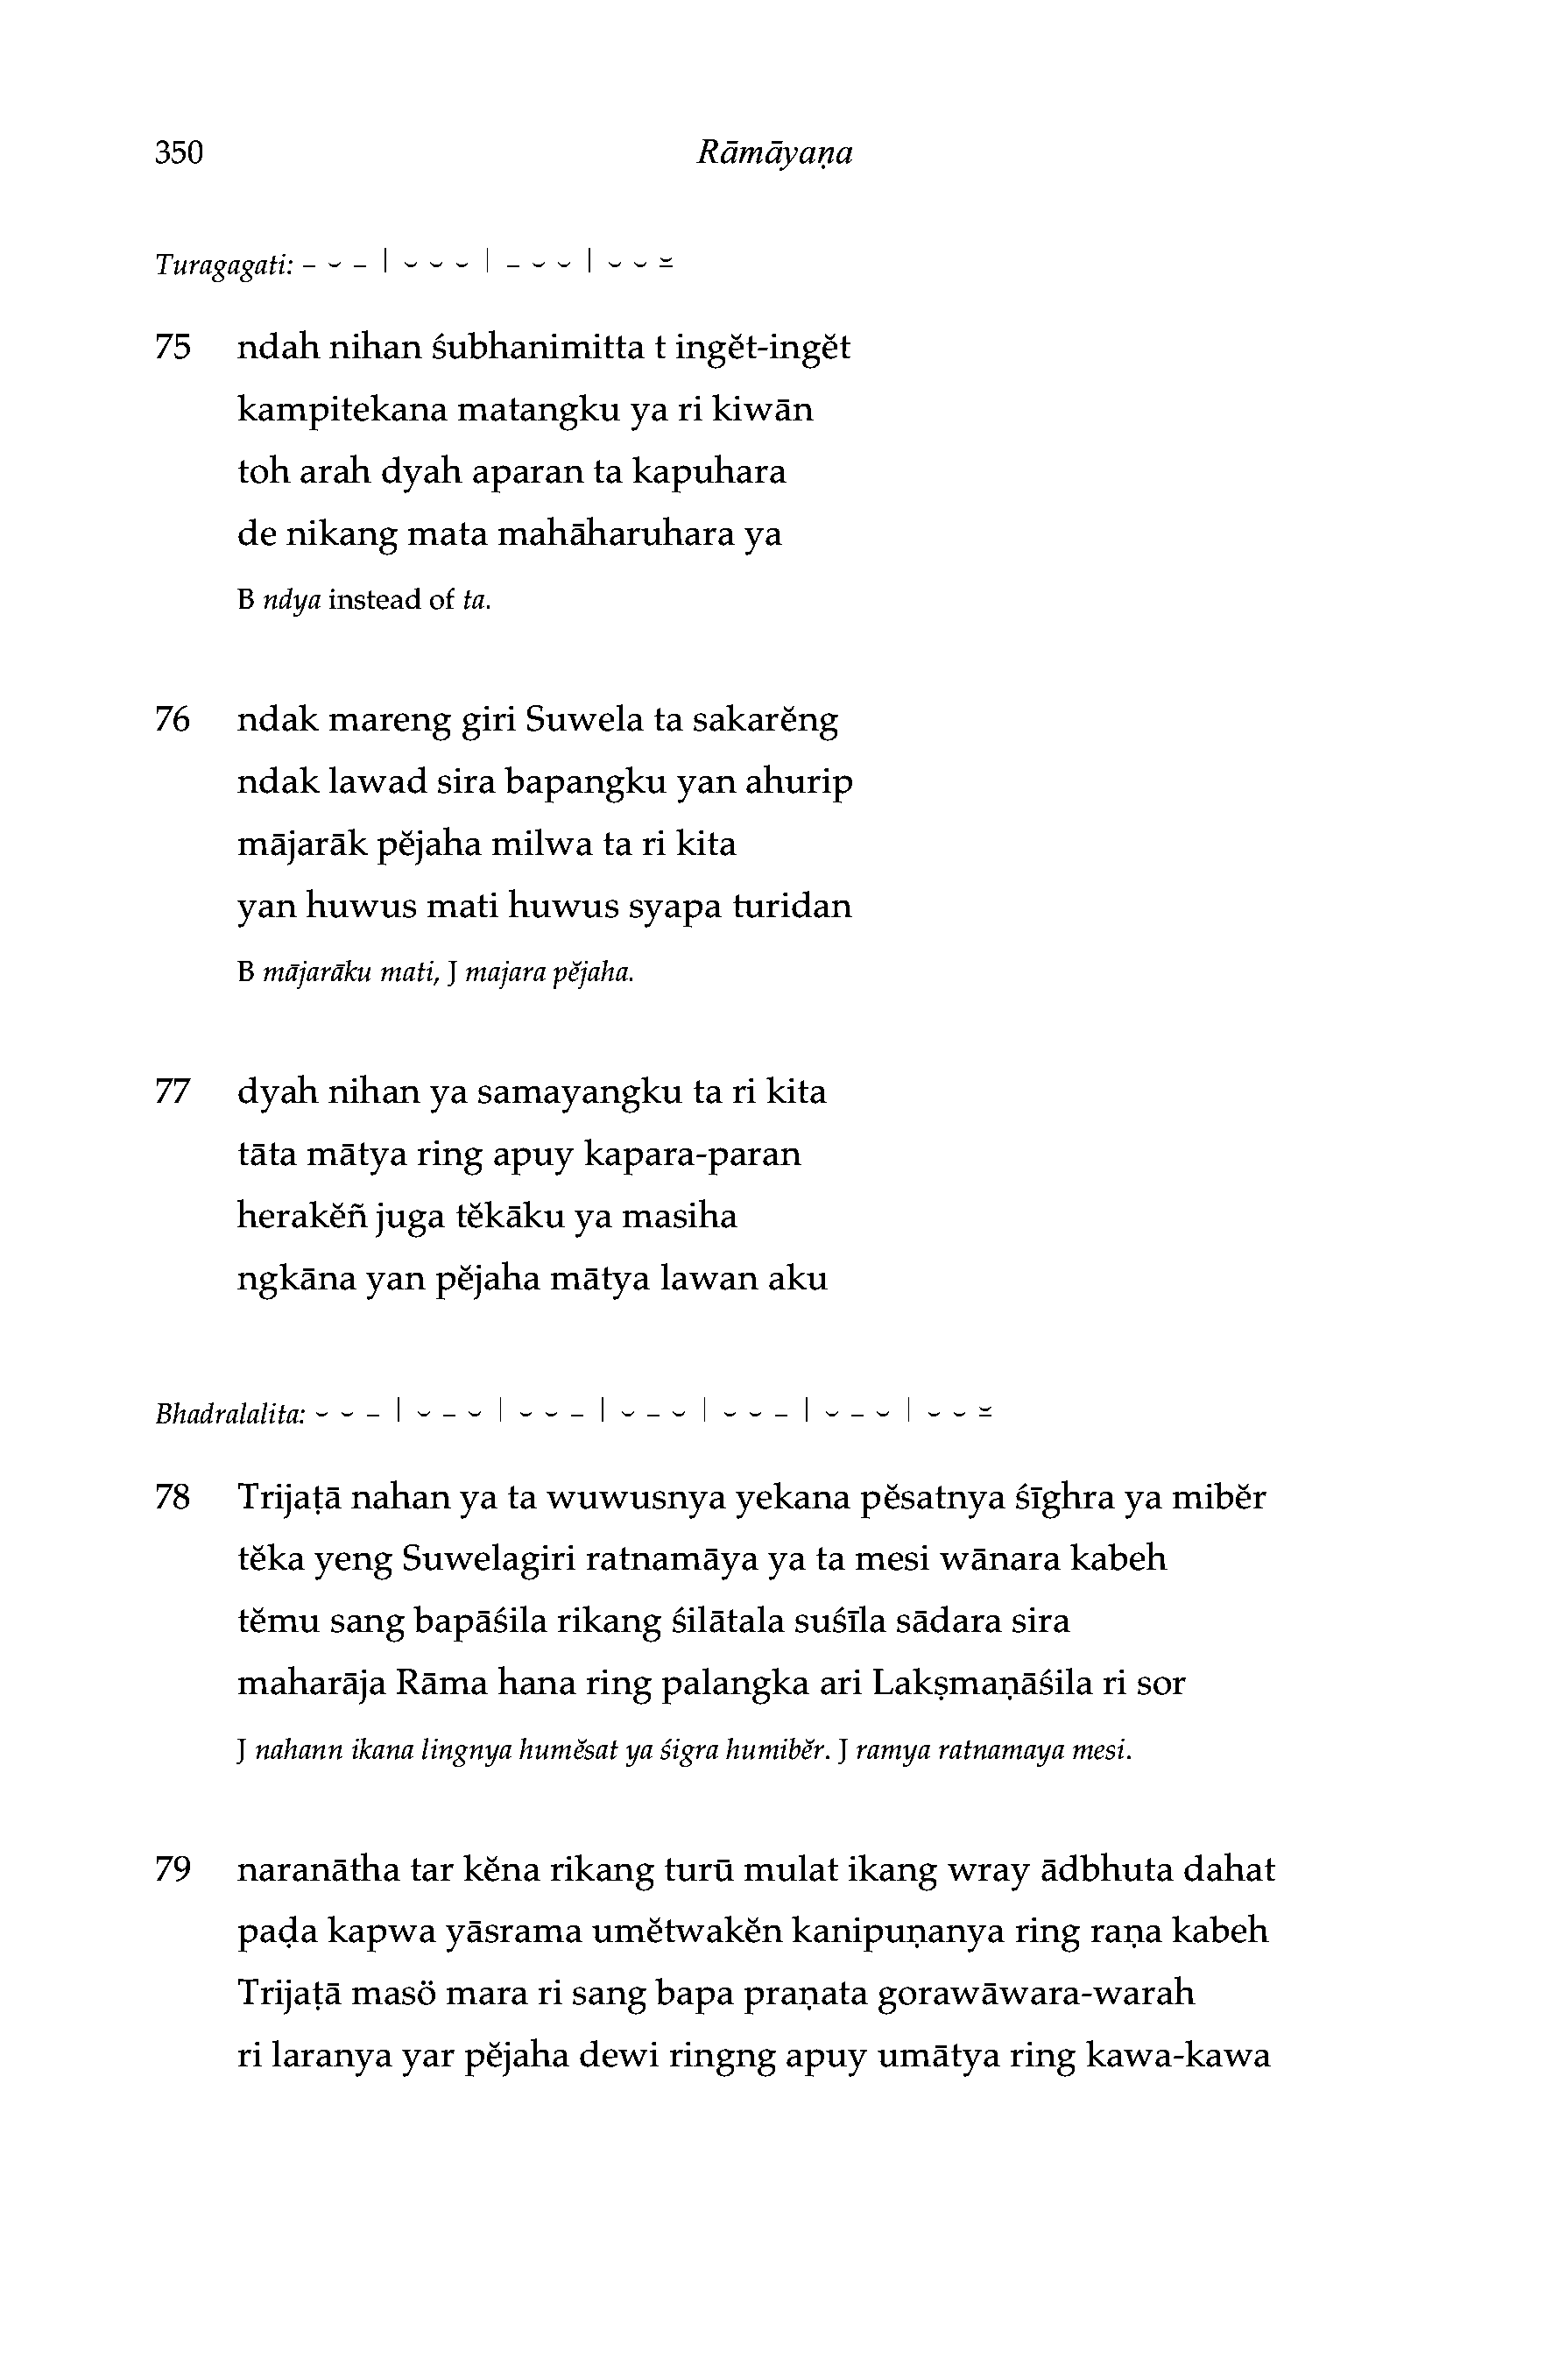 350 Rāmāyaṇa
Turagagati: – ⏑ – | ⏑ ⏑ ⏑ | – ⏑ ⏑ | ⏑ ⏑ ⏓
75 ndah nihan śubhanimitta t ingĕt-ingĕt
kampitekana matangku ya ri kiwān
toh arah dyah aparan ta kapuhara
de nikang mata mahāharuhara ya
B ndya instead of ta.
76 ndak mareng giri Suwela ta sakarĕng
ndak lawad sira bapangku yan ahurip
mājarāk pĕjaha milwa ta ri kita
yan huwus mati huwus syapa turidan
B mājarāku mati, J majara pĕjaha.
77 dyah nihan ya samayangku ta ri kita
tāta mātya ring apuy kapara-paran
herakĕñ juga tĕkāku ya masiha
ngkāna yan pĕjaha mātya lawan aku
Bhadralalita: ⏑ ⏑ – | ⏑ – ⏑ | ⏑ ⏑ – | ⏑ – ⏑ | ⏑ ⏑ – | ⏑ – ⏑ | ⏑ ⏑ ⏓
78 Trijaṭā nahan ya ta wuwusnya yekana pĕsatnya śīghra ya mibĕr
tĕka yeng Suwelagiri ratnamāya ya ta mesi wānara kabeh
tĕmu sang bapāśila rikang śilātala suśīla sādara sira
maharāja Rāma hana ring palangka ari Lakṣmaṇāśila ri sor
J nahann ikana lingnya humĕsat ya śigra humibĕr. J ramya ratnamaya mesi.
79 naranātha tar kĕna rikang turū mulat ikang wray ādbhuta dahat
paḍa kapwa yāsrama umĕtwakĕn kanipuṇanya ring raṇa kabeh
Trijaṭā masö mara ri sang bapa praṇata gorawāwara-warah
ri laranya yar pĕjaha dewi ringng apuy umātya ring kawa-kawa